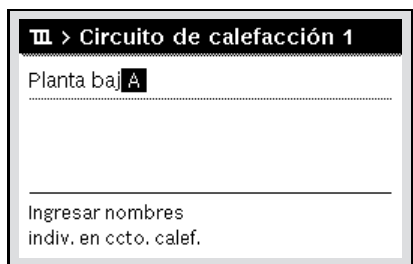 > Circuito de calefacción 1
Planta bajA
Ingresar nombres
indiv. en ccto. calef.